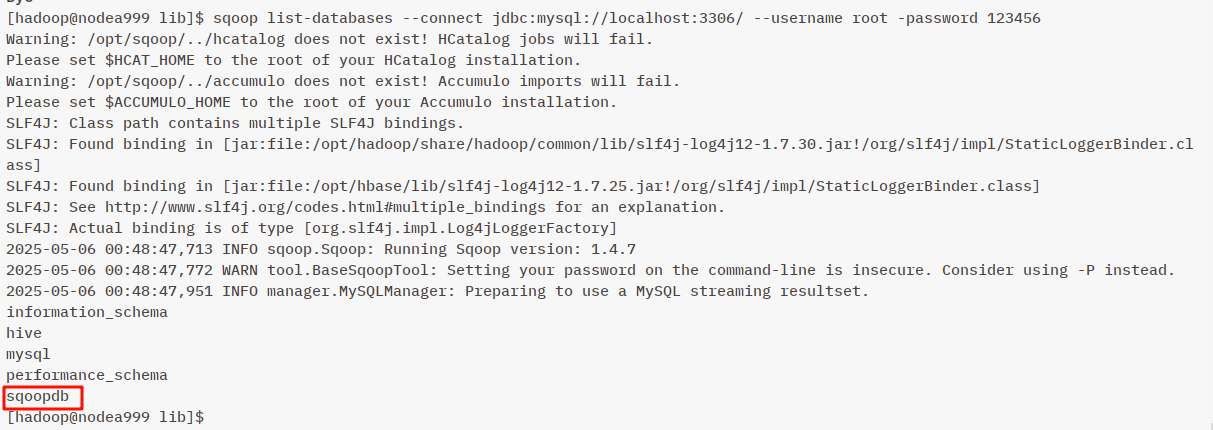 [hadoop@nodea999 lib]$ sqoop list-databases --connect jdbc:mysql://localhost:3306/ --username root -password 123456
Warning: /opt/sqoop/../hcatalog does not exist! HCatalog jobs will fail.
Please set $HCAT_HOME to the root of your HCatalog installation.
Warning: /opt/sqoop/../accumulo does not exist! Accumulo imports will fail.
Please set $ACCUMULO_HOME to the root of your Accumulo installation.
SLF4J: Class path contains multiple SLF4J bindings.
SLF4J: Found binding in [jar:file:/opt/hadoop/share/hadoop/common/lib/slf4j-log4j12-1.7.30.jar!/org/slf4j/impl/StaticLoggerBinder.cl
ass]
SLF4J: Found binding in [jar:file:/opt/hbase/lib/slf4j-log4j12-1.7.25.jar!/org/slf4j/impl/StaticLoggerBinder.class]
SLF4J: See http://www.slf4j.org/codes.html#multiple_bindings for an explanation.
SLF4J: Actual binding is of type [org.slf4j.impl.Log4jLoggerFactory]
2025-05-06 00:48:47,713 INFO sqoop.Sqoop: Running Sqoop version: 1.4.7
2025-05-06 00:48:47,772 WARN tool.BaseSqoopTool: Setting your password on the command-line is insecure. Consider using -P instead.
2025-05-06 00:48:47,951 INFO manager.MySQLManager: Preparing to use a MySQL streaming resultset.
information_schema
hive
mysql
performance_schema
sqoopdb
[hadoop@nodea999 lib]$